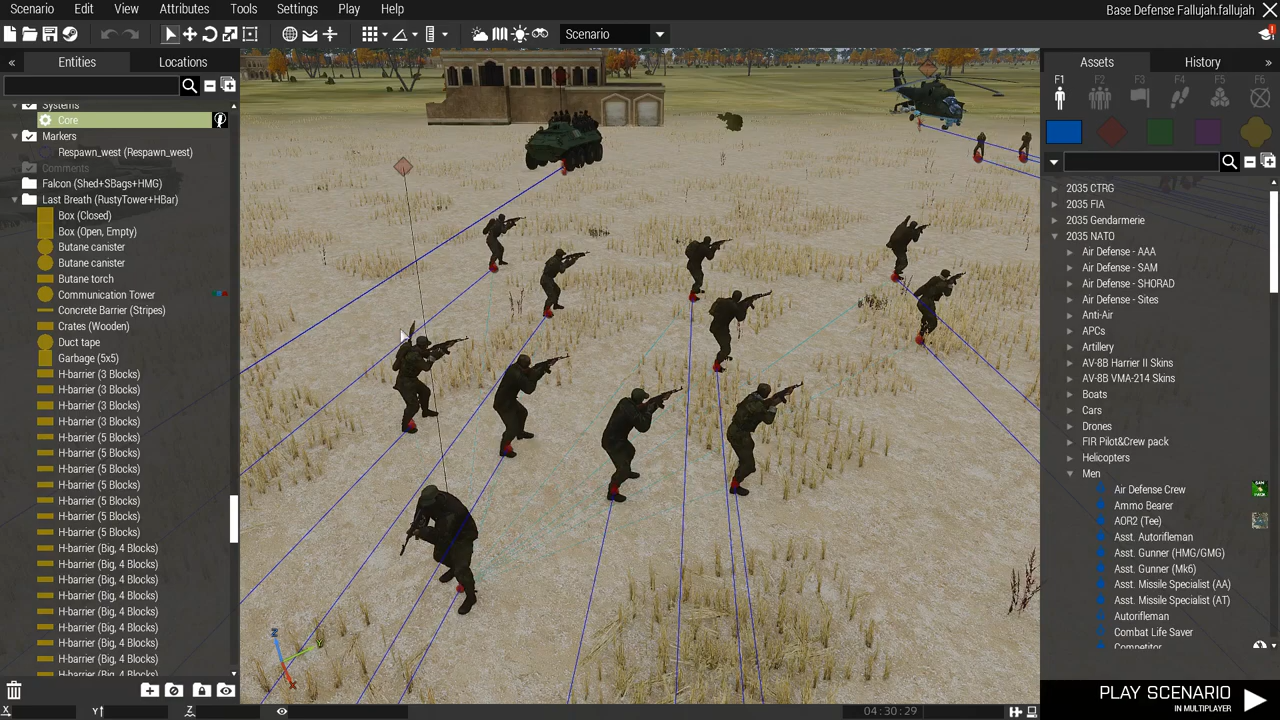 Scenario Edit View Attributes Tools Settings Play Help
Base Defense Fallujah.fallujah
Scenario
« Entities Locations
Systems
Core
Markers
Respawn_west (Respawn_west)
Comments
Falcon (Shed+SBags+HMG)
Last Breath (RustyTower+HBar)
Box (Closed)
Box (Open, Empty)
Butane canister
Butane canister
Butane torch
Communication Tower
Concrete Barrier (Stripes)
Crates (Wooden)
Duct tape
Garbage (5x5)
H-barrier (3 Blocks)
H-barrier (3 Blocks)
H-barrier (3 Blocks)
H-barrier (3 Blocks)
H-barrier (5 Blocks)
H-barrier (5 Blocks)
H-barrier (5 Blocks)
H-barrier (5 Blocks)
H-barrier (5 Blocks)
H-barrier (5 Blocks)
H-barrier (5 Blocks)
H-barrier (Big, 4 Blocks)
H-barrier (Big, 4 Blocks)
H-barrier (Big, 4 Blocks)
H-barrier (Big, 4 Blocks)
H-barrier (Big, 4 Blocks)
H-barrier (Big, 4 Blocks)
H-barrier (Big, 4 Blocks)
H-barrier (Big, 4 Blocks)
H-barrier (Big, 4 Blocks)
X Y Z
04:30:29
Assets History »
F1 F2 F3 F4 F5 F6
2035 CTRG
2035 FIA
2035 Gendarmerie
2035 NATO
Air Defense - AAA
Air Defense - SAM
Air Defense - SHORAD
Air Defense - Sites
Anti-Air
APCs
Artillery
AV-8B Harrier II Skins
AV-8B VMA-214 Skins
Boats
Cars
Drones
FIR Pilot&Crew pack
Helicopters
Men
Air Defense Crew
Ammo Bearer
AOR2 (Tee)
Asst. Autorifleman
Asst. Gunner (HMG/GMG)
Asst. Gunner (Mk6)
Asst. Missile Specialist (AA)
Asst. Missile Specialist (AT)
Autorifleman
Combat Life Saver
Competitor
PLAY SCENARIO
IN MULTIPLAYER